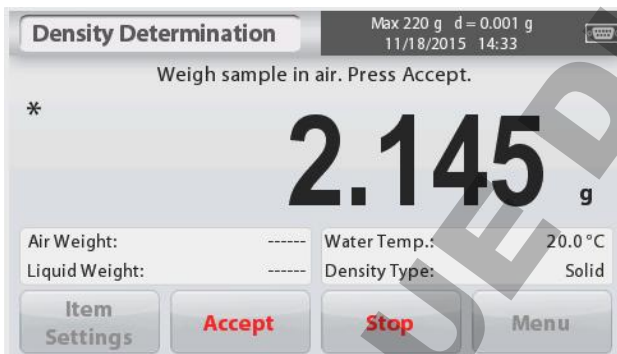 Density Determination
Max 220 g d = 0.001 g
11/18/2015 14:33
Weigh sample in air. Press Accept.
*
2.145 g
Air Weight: ------
Water Temp.: 20.0 °C
Liquid Weight: ------
Density Type: Solid
Item Settings
Accept
Stop
Menu